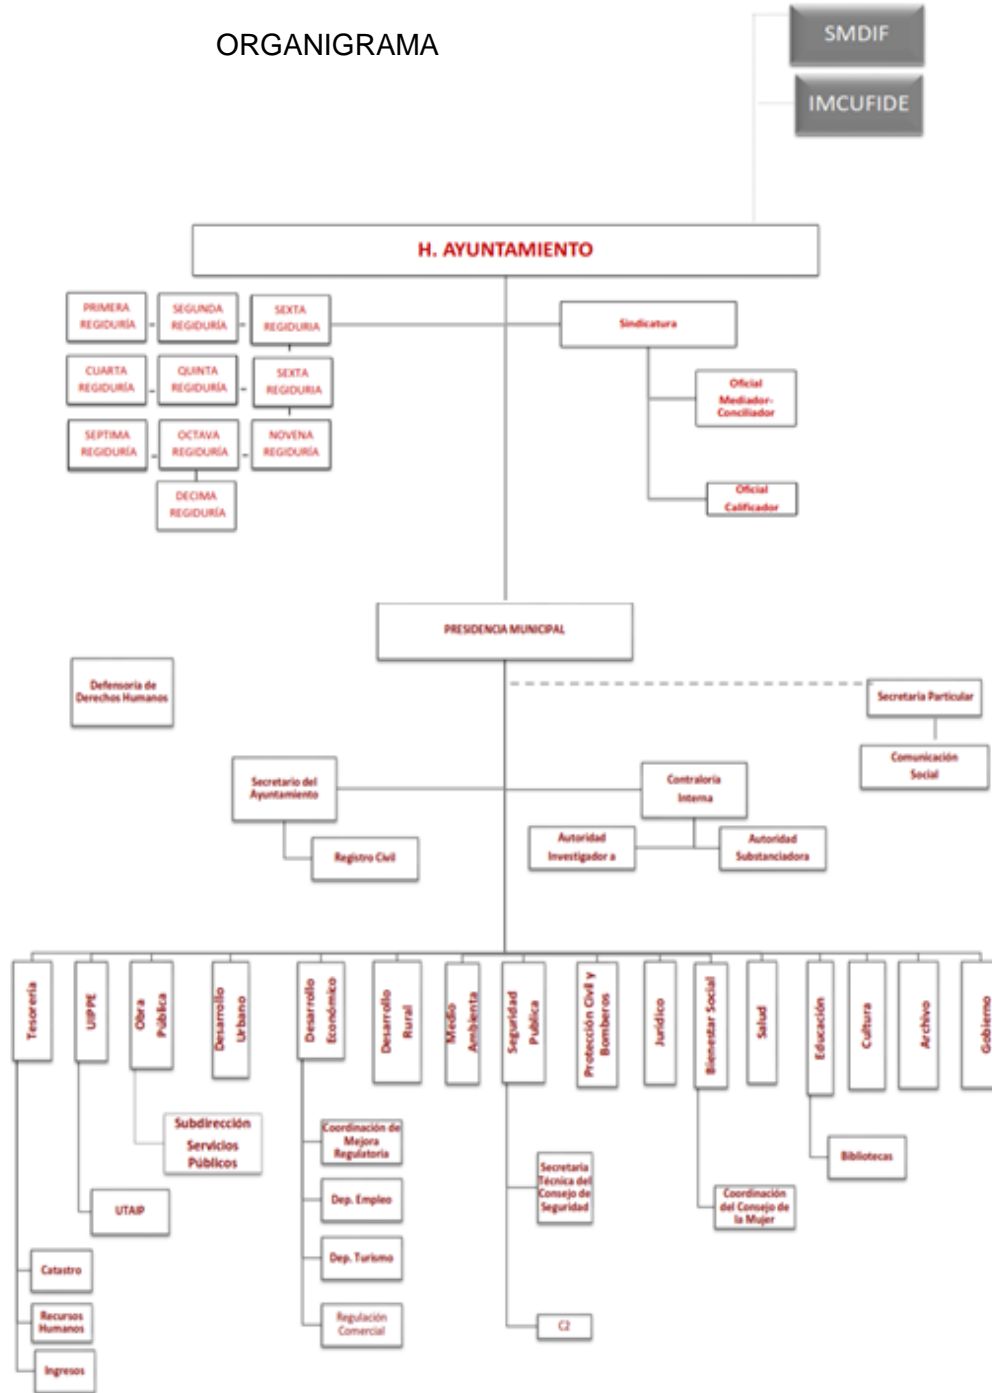 ORGANIGRAMA
SMDIF
IMCUFIDE
H. AYUNTAMIENTO
PRIMERA
REGIDURÍA
SEGUNDA
REGIDURÍA
SEXTA
REGIDURIA
Sindicatura
CUARTA
REGIDURÍA
QUINTA
REGIDURÍA
SEXTA
REGIDURIA
Oficial
Mediador-
Conciliador
SEPTIMA
REGIDURÍA
OCTAVA
REGIDURÍA
NOVENA
REGIDURÍA
DECIMA
REGIDURÍA
Oficial
Calificador
PRESIDENCIA MUNICIPAL
Defensoría de
Derechos Humanos
Secretaría Particular
Comunicación
Social
Secretario del
Ayuntamiento
Contraloría
Interna
Registro Civil
Autoridad
Investigador a
Autoridad
Substanciadora
Tesorería
UIPPE
Obra
Pública
Desarrollo
Urbano
Desarrollo
Económico
Desarrollo
Rural
Medio
Ambienta
Seguridad
Publica
Protección Civil y
Bomberos
Jurídico
Bienestar Social
Salud
Educación
Cultura
Archivo
Gobierno
Subdirección
Servicios
Públicos
Coordinación de
Mejora
Regulatoria
Secretaria
Técnica del
Consejo de
Seguridad
Bibliotecas
UTAIP
Dep. Empleo
Coordinación
del Consejo de
la Mujer
Catastro
Dep. Turismo
Recursos
Humanos
Regulación
Comercial
C2
Ingresos